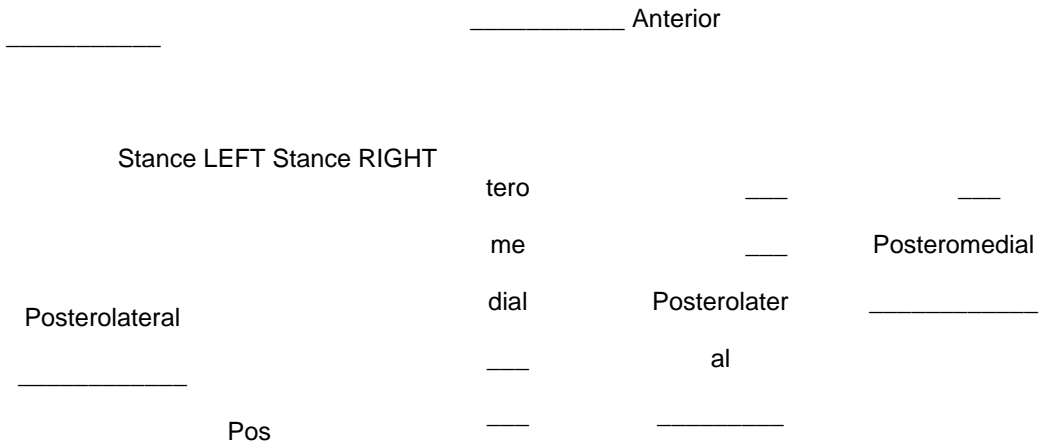 ___________
___________ Anterior
Stance LEFT Stance RIGHT
Posterolateral
____________
Pos
tero
me
dial
___
___
___
___
Posterolater
al
_________
___
Posteromedial
____________